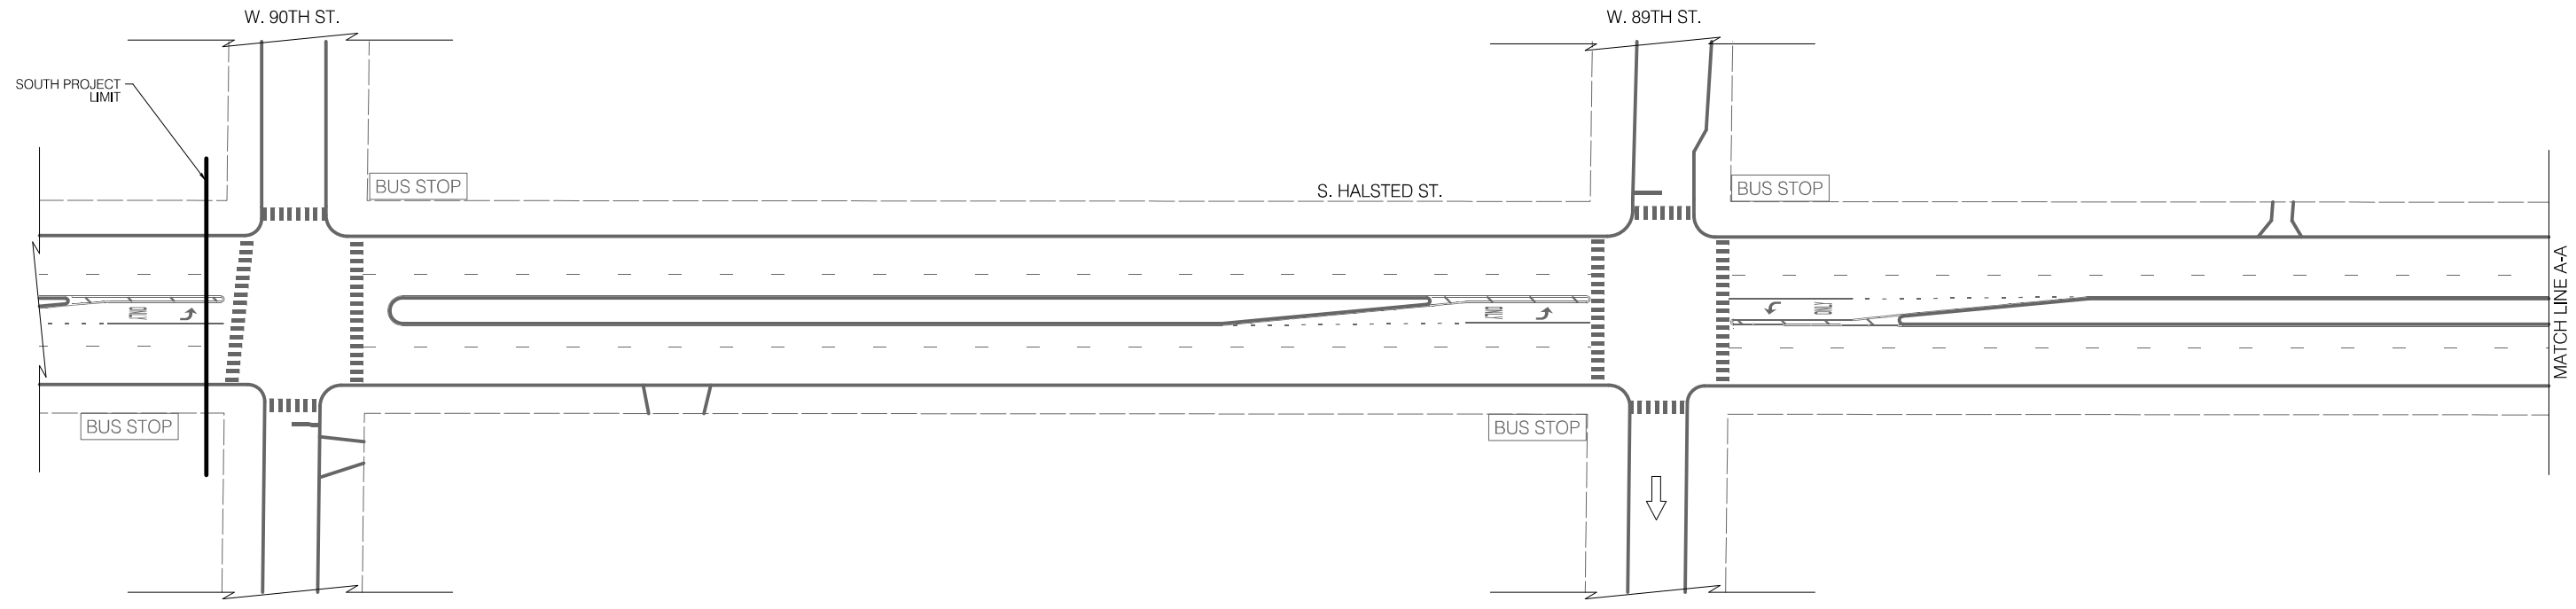 W. 90TH ST.
W. 89TH ST.
SOUTH PROJECT
LIMIT
BUS STOP
S. HALSTED ST.
BUS STOP
MATCH LINE A-A
ONLY
ONLY
ONLY
BUS STOP
BUS STOP